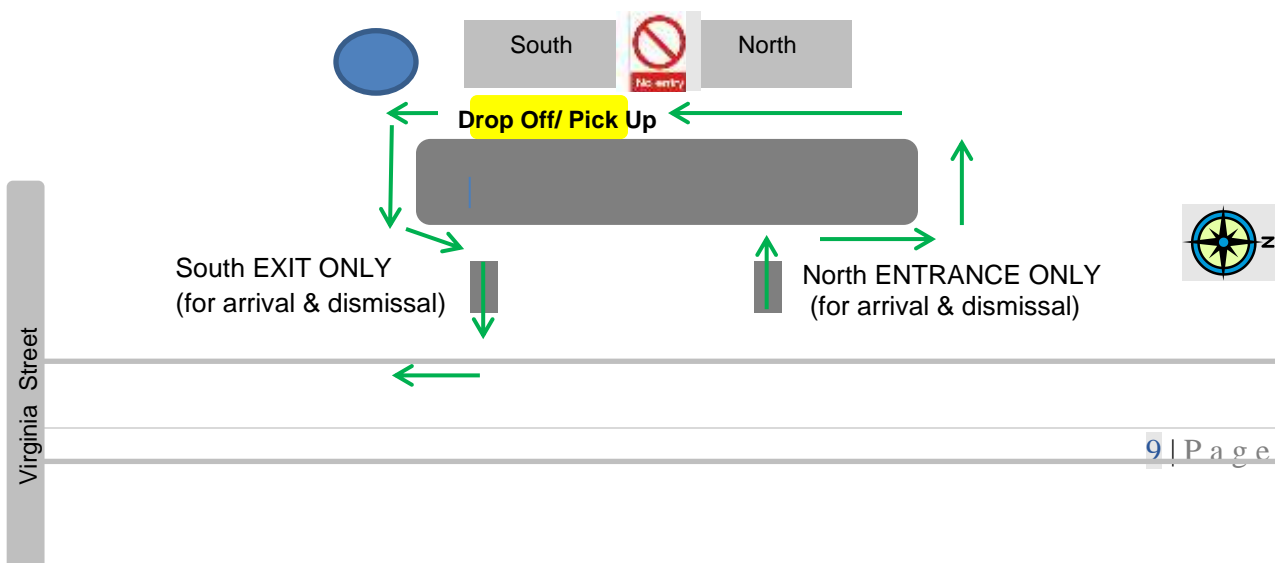 South
North
No entry
Drop Off/ Pick Up
South EXIT ONLY
(for arrival & dismissal)
North ENTRANCE ONLY
(for arrival & dismissal)
N
Virginia Street
9 | P a g e